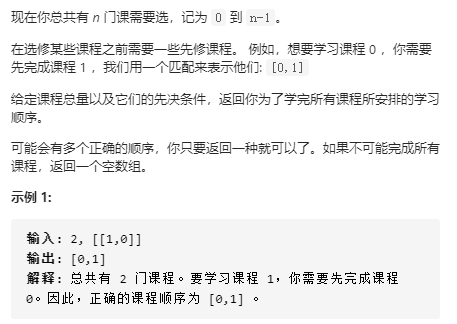 现在你总共有 n 门课需要选，记为 0 到 n-1。
在选修某些课程之前需要一些先修课程。 例如，想要学习课程 0 ，你需要
先完成课程 1 ，我们用一个匹配来表示他们: [0,1]
给定课程总量以及它们的先决条件，返回你为了学完所有课程所安排的学习
顺序。
可能会有多个正确的顺序，你只要返回一种就可以了。如果不可能完成所有
课程，返回一个空数组。
示例 1:
输入: 2, [[1,0]]
输出: [0,1]
解释: 总共有 2 门课程。要学习课程 1，你需要先完成课程
0。因此，正确的课程顺序为 [0,1] 。